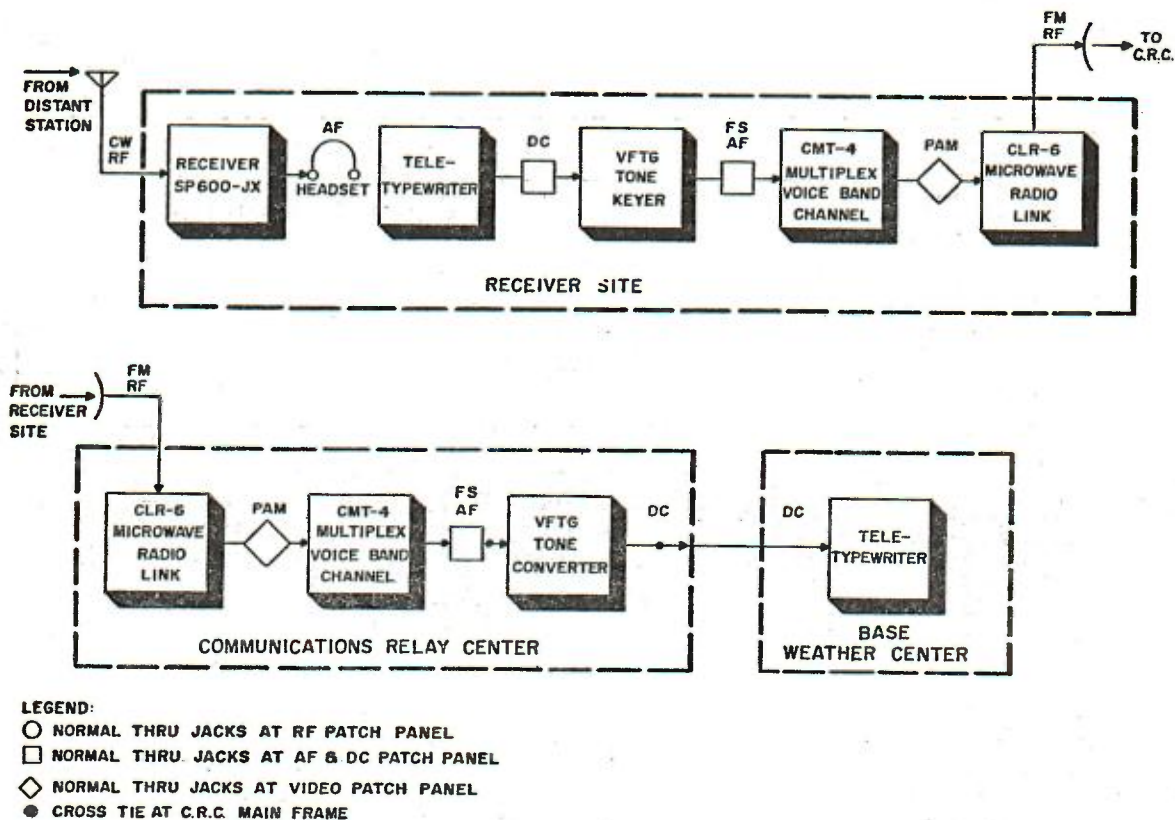 FM
RF
TO
C.R.C.
FROM
DISTANT
STATION
CW
RF
RECEIVER
SP600-JX
AF
HEADSET
TELE-
TYPEWRITER
DC
VFTG
TONE
KEYER
FS
AF
CMT-4
MULTIPLEX
VOICE BAND
CHANNEL
PAM
CLR-6
MICROWAVE
RADIO
LINK
RECEIVER SITE
FROM
RECEIVER
SITE
FM
RF
CLR-6
MICROWAVE
RADIO
LINK
PAM
CMT-4
MULTIPLEX
VOICE BAND
CHANNEL
FS
AF
VFTG
TONE
CONVERTER
DC
DC
TELE-
TYPEWRITER
COMMUNICATIONS RELAY CENTER
BASE
WEATHER CENTER
LEGEND:
NORMAL THRU JACKS AT RF PATCH PANEL
NORMAL THRU JACKS AT AF & DC PATCH PANEL
NORMAL THRU JACKS AT VIDEO PATCH PANEL
CROSS TIE AT C.R.C. MAIN FRAME